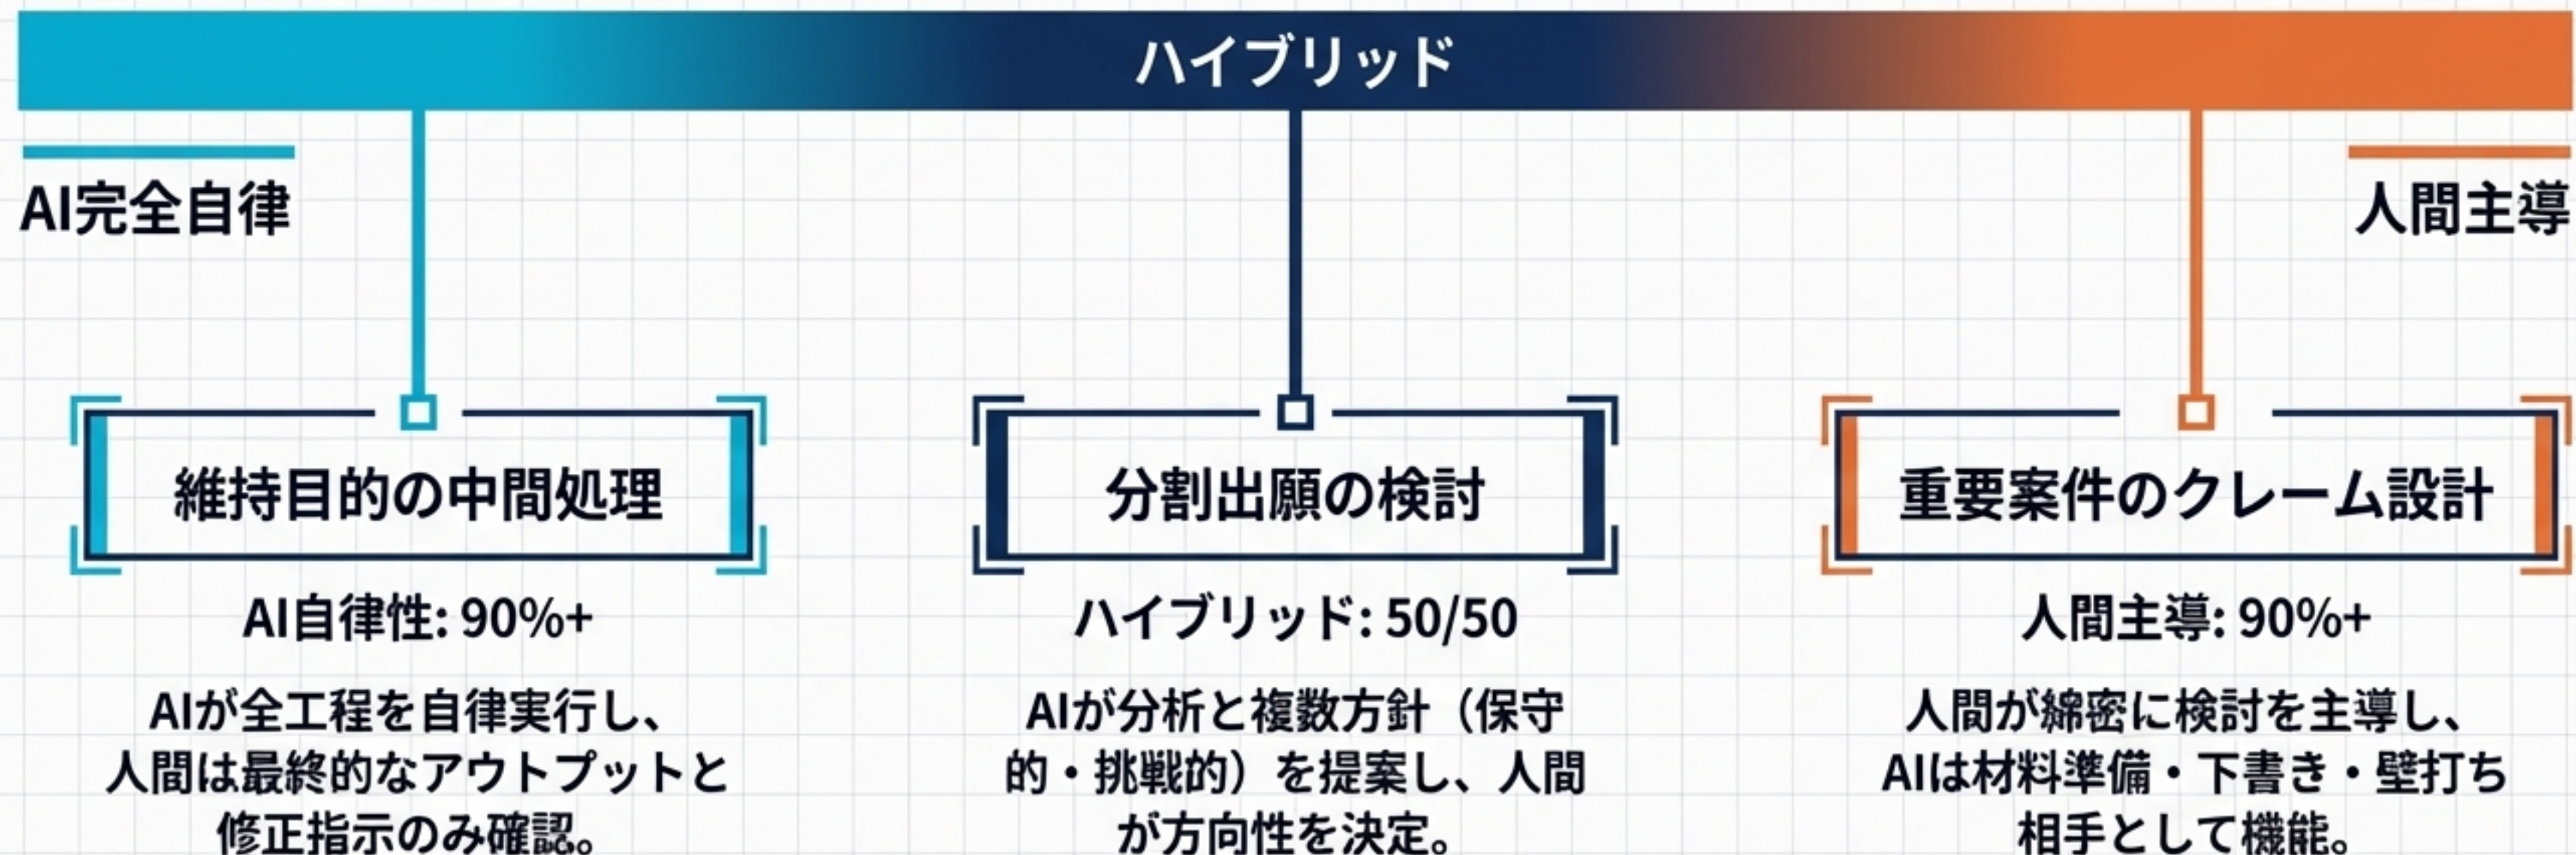 ハイブリッド
AI完全自律
人間主導
維持目的の中間処理
AI自律性: 90%+
AIが全工程を自律実行し、
人間は最終的なアウトプットと
修正指示のみ確認。
分割出願の検討
ハイブリッド: 50/50
AIが分析と複数方針（保守
的・挑戦的）を提案し、人間
が方向性を決定。
重要案件のクレーム設計
人間主導: 90%+
人間が綿密に検討を主導し、
AIは材料準備・下書き・壁打ち
相手として機能。